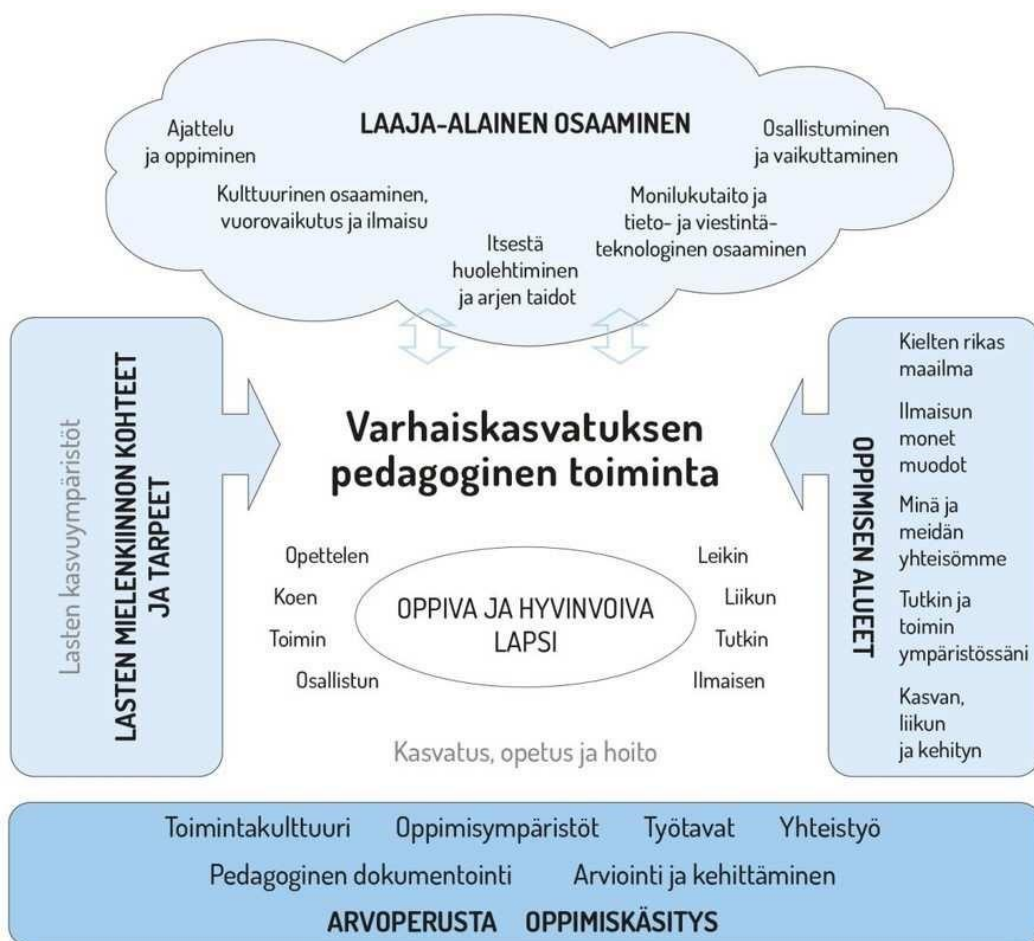 LAAJA-ALAINEN OSAAMINEN
Ajattelu
ja oppiminen
Kulttuurinen osaaminen,
vuorovaikutus ja ilmaisu
Itsestä
huolehtiminen
ja arjen taidot
Monilukutaito ja
tieto- ja viestintä-
teknologinen osaaminen
Osallistuminen
ja vaikuttaminen
Lasten kasvuympäristöt
LASTEN MIELENKIINNON KOHTEET
JA TARPEET
Varhaiskasvatuksen
pedagoginen toiminta
Opettelen
Koen
Toimin
Osallistun
OPPIVA JA HYVINVOIVA
LAPSI
Leikin
Liikun
Tutkin
Ilmaisen
Kasvatus, opetus ja hoito
OPPIMISEN ALUEET
Kielten rikas
maailma
Ilmaisun
monet
muodot
Minä ja
meidän
yhteisömme
Tutkin ja
toimin
ympäristössäni
Kasvan,
liikun
ja kehityn
Toimintakulttuuri Oppimisympäristöt Työtavat Yhteistyö
Pedagoginen dokumentointi Arviointi ja kehittäminen
ARVOPERUSTA OPPIMISKÄSITYS